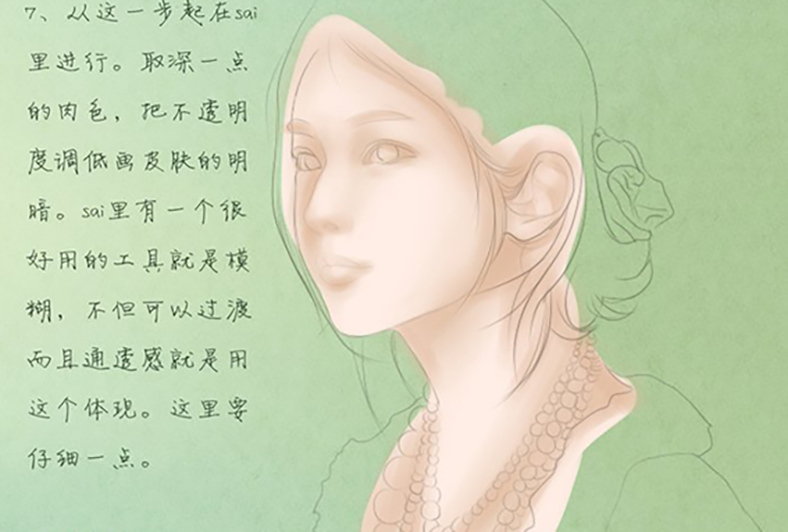 7、从这一步起在sai
里进行。取深一点
的肉色，把不透明
度调低画皮肤的明
暗。sai里有一个很
好用的工具就是模
糊，不但可以过渡
而且通透感就是用
这个体现。这里要
仔细一点。